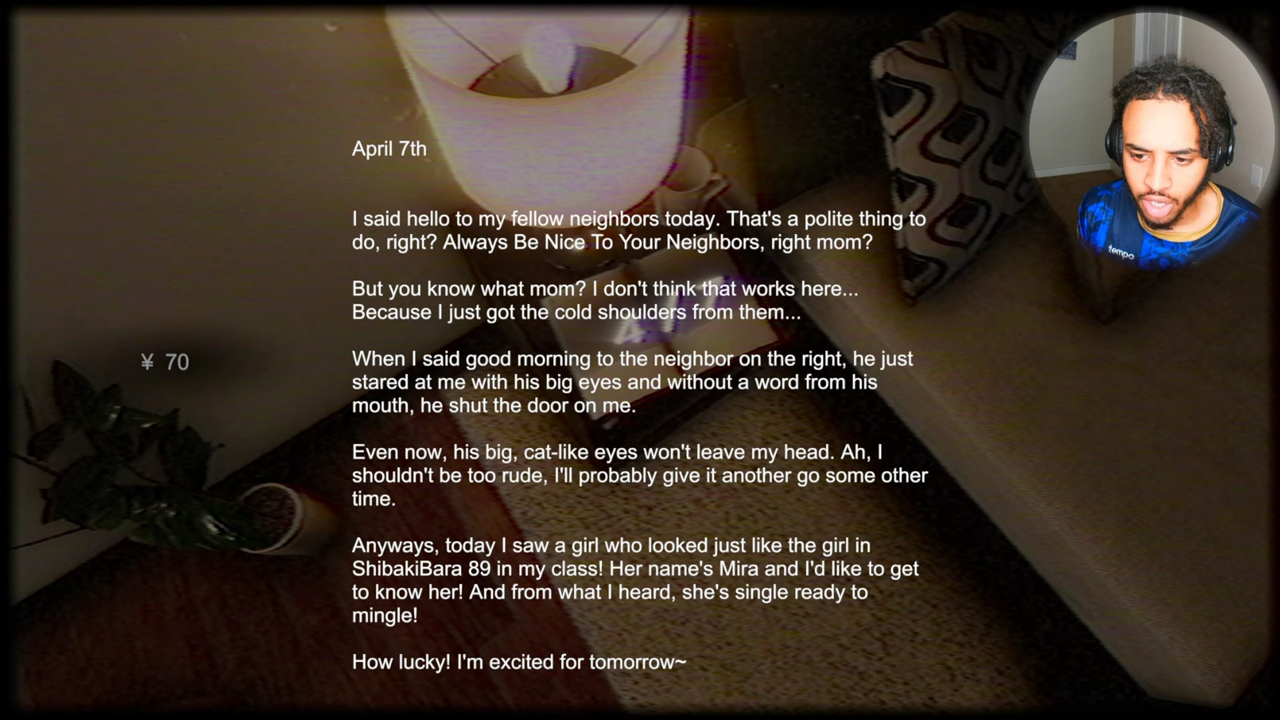 April 7th
I said hello to my fellow neighbors today. That's a polite thing to
do, right? Always Be Nice To Your Neighbors, right mom?
But you know what mom? I don't think that works here...
Because I just got the cold shoulders from them...
When I said good morning to the neighbor on the right, he just
stared at me with his big eyes and without a word from his
mouth, he shut the door on me.
¥ 70
Even now, his big, cat-like eyes won't leave my head. Ah, I
shouldn't be too rude, I'll probably give it another go some other
time.
Anyways, today I saw a girl who looked just like the girl in
ShibakiBara 89 in my class! Her name's Mira and I'd like to get
to know her! And from what I heard, she's single ready to
mingle!
How lucky! I'm excited for tomorrow~
4/7
tempo